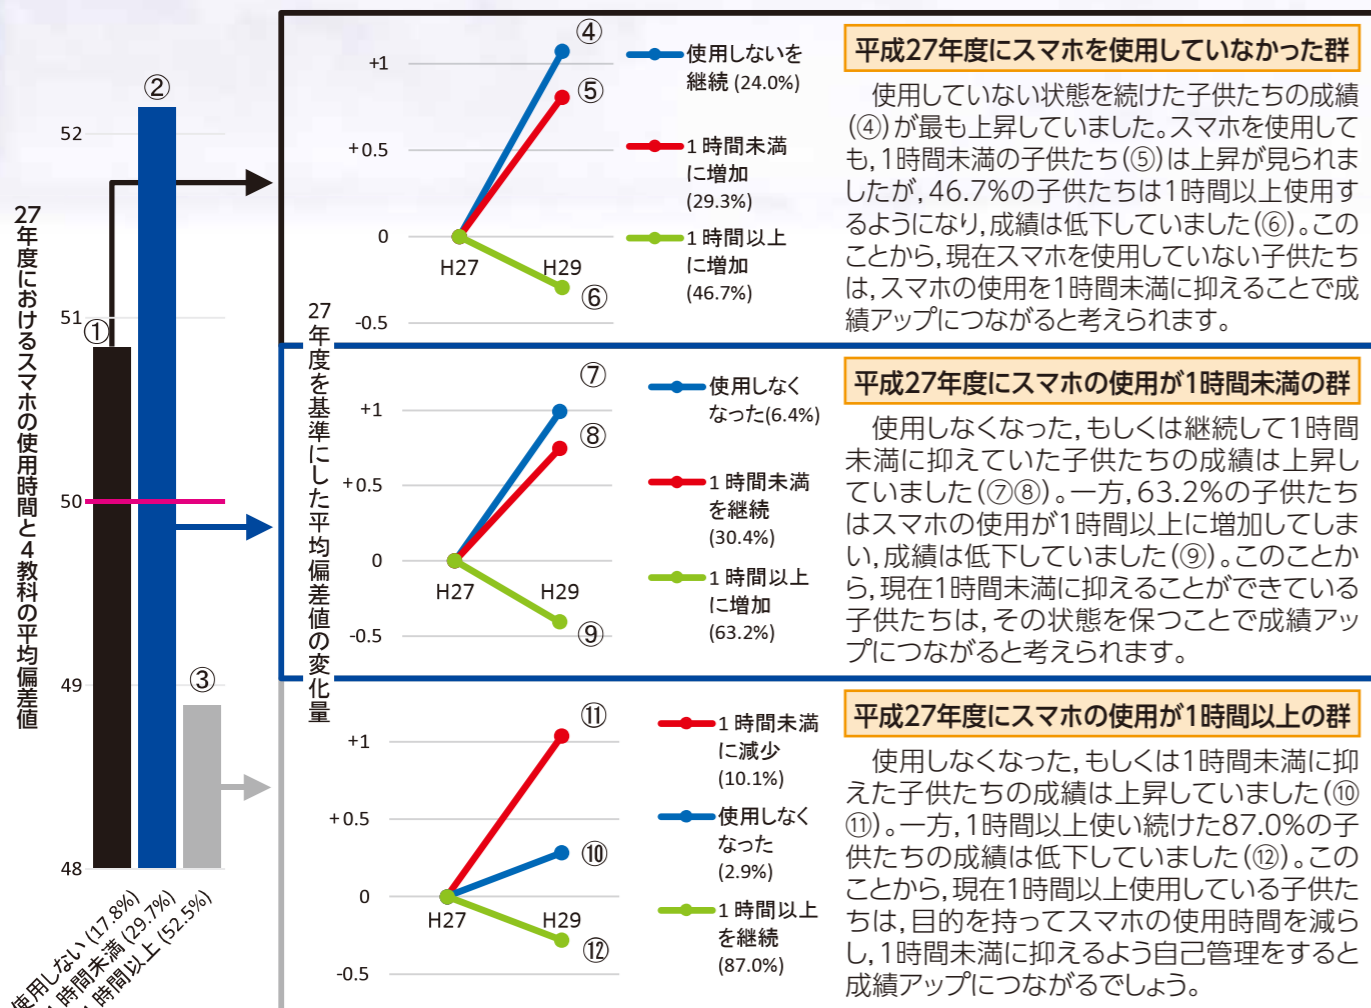 27年度におけるスマホの使用時間と4教科の平均偏差値
52
51
50
49
48
①
②
③
使用しない (17.8%)
1時間未満 (29.7%)
1時間以上 (52.5%)
27年度を基準にした平均偏差値の変化量
+1
+0.5
0
-0.5
H27
H29
④
⑤
⑥
使用しないを
継続 (24.0%)
1時間未満
に増加
(29.3%)
1時間以上
に増加
(46.7%)
平成27年度にスマホを使用していなかった群
使用していない状態を続けた子供たちの成績
(④)が最も上昇していました。スマホを使用して
も,1時間未満の子供たち(⑤)は上昇が見られま
したが,46.7%の子供たちは1時間以上使用す
るようになり,成績は低下していました(⑥)。この
ことから,現在スマホを使用していない子供たち
は,スマホの使用を1時間未満に抑えることで成
績アップにつながると考えられます。
+1
+0.5
0
-0.5
H27
H29
⑦
⑧
⑨
使用しなく
なった(6.4%)
1時間未満
を継続
(30.4%)
1時間以上
に増加
(63.2%)
平成27年度にスマホの使用が1時間未満の群
使用しなくなった,もしくは継続して1時間
未満に抑えていた子供たちの成績は上昇し
ていました(⑦⑧)。一方,63.2%の子供たち
はスマホの使用が1時間以上に増加してしま
い,成績は低下していました(⑨)。このことか
ら,現在1時間未満に抑えることができている
子供たちは,その状態を保つことで成績アッ
プにつながると考えられます。
+1
+0.5
0
-0.5
H27
H29
⑪
⑩
⑫
1時間未満
に減少
(10.1%)
使用しなく
なった
(2.9%)
1時間以上
を継続
(87.0%)
平成27年度にスマホの使用が1時間以上の群
使用しなくなった,もしくは1時間未満に抑
えた子供たちの成績は上昇していました(⑩
⑪)。一方,1時間以上使い続けた87.0%の子
供たちの成績は低下していました(⑫)。この
ことから,現在1時間以上使用している子供た
ちは,目的を持ってスマホの使用時間を減ら
し,1時間未満に抑えるよう自己管理をすると
成績アップにつながるでしょう。